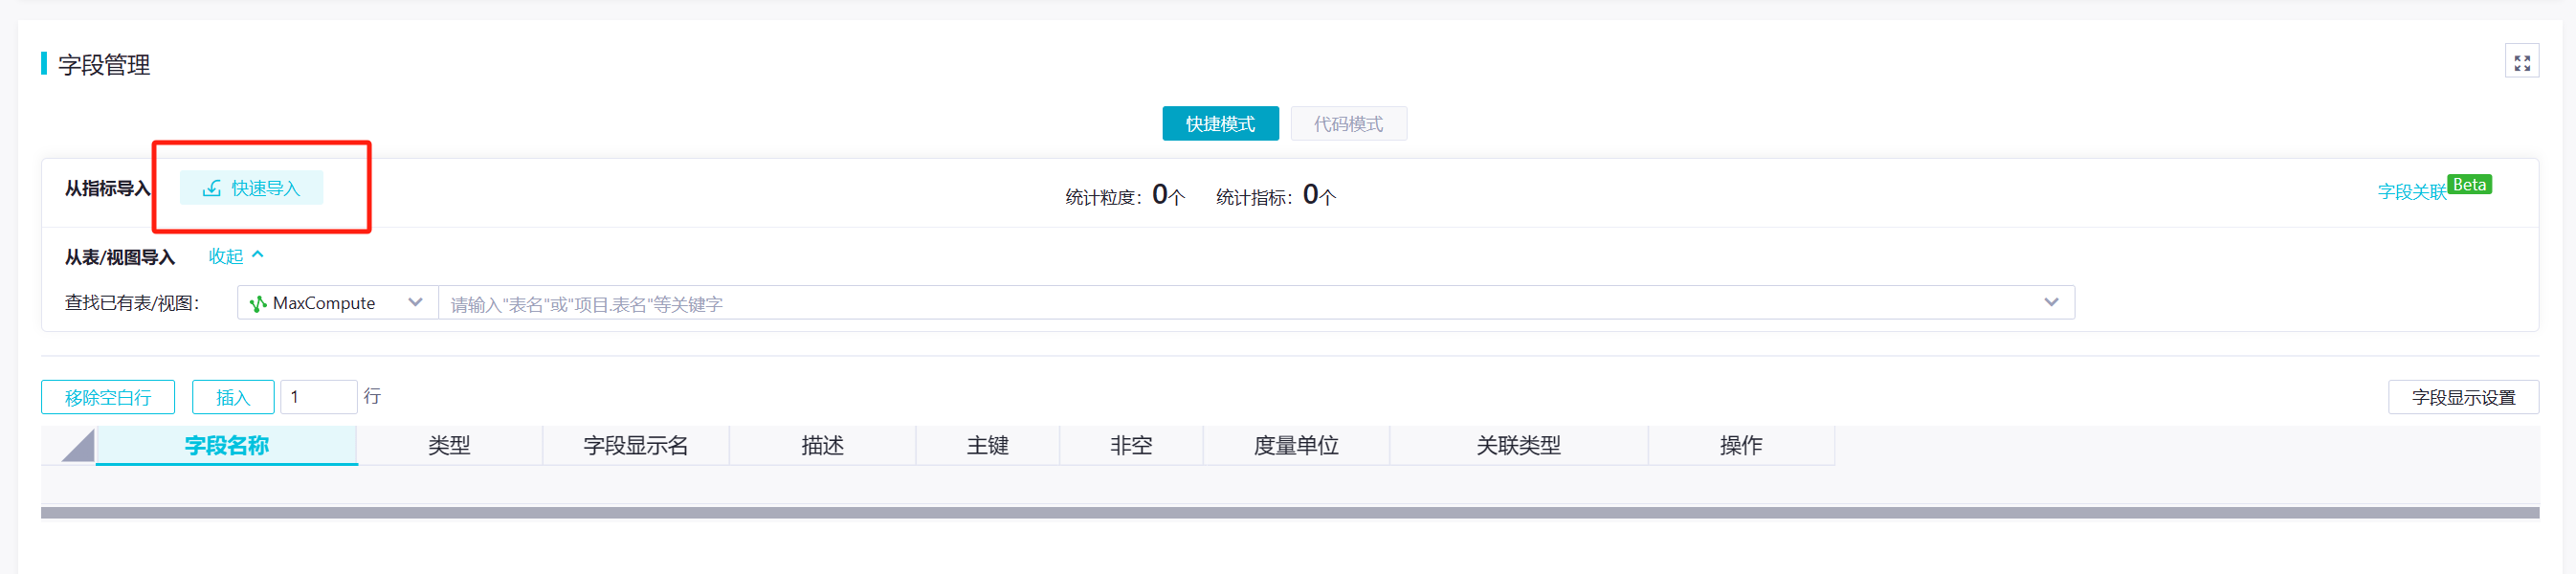 字段管理
快捷模式 代码模式
从指标导入 快速导入 统计粒度：0个 统计指标：0个 字段关联 Beta
从表/视图导入 收起
查找已有表/视图： MaxCompute 请输入"表名"或"项目.表名"等关键字
移除空白行 插入 1 行 字段显示设置
字段名称 类型 字段显示名 描述 主键 非空 度量单位 关联类型 操作